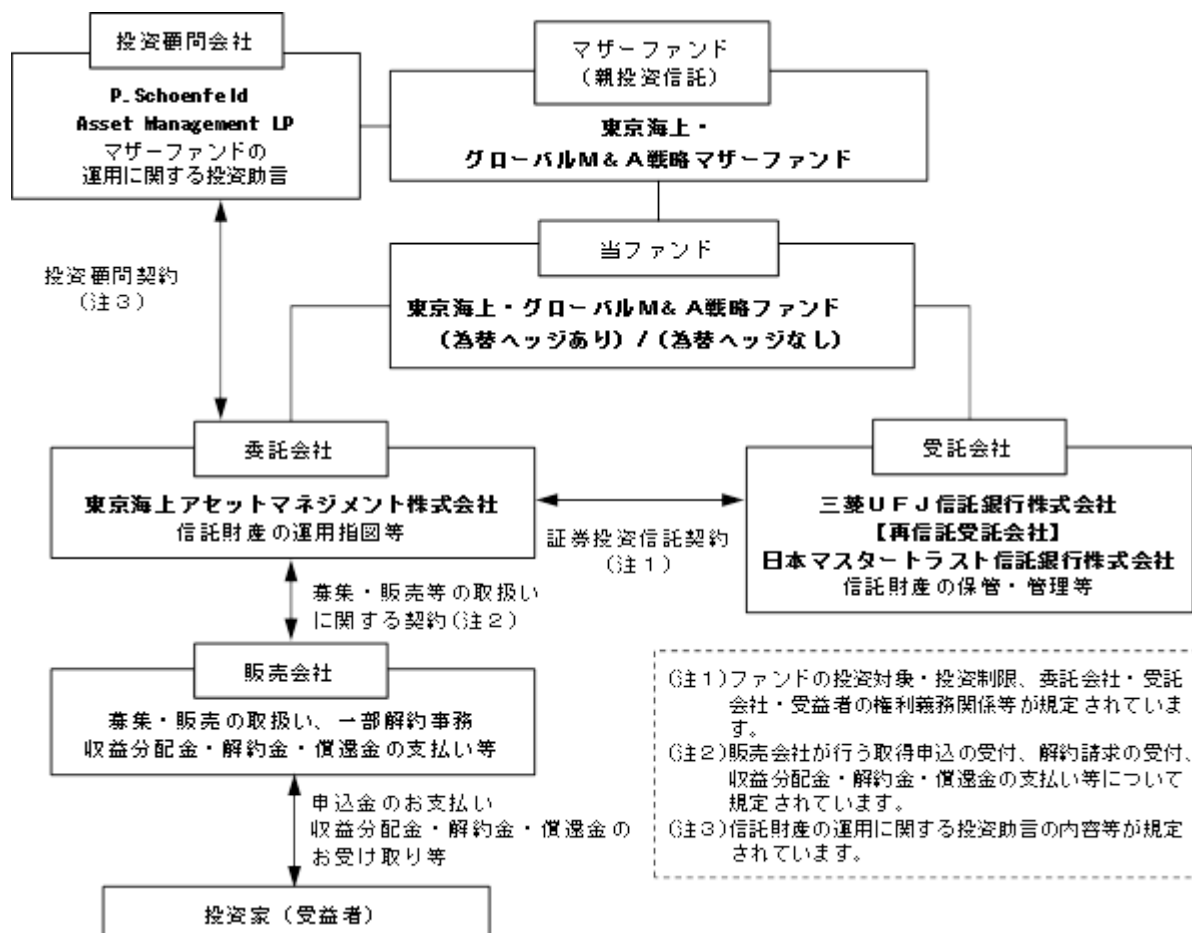 投資顧問会社
P.Schoenfeld
Asset Management LP
マザーファンドの
運用に関する投資助言
マザーファンド
(親投資信託)
東京海上・
グローバルM&A戦略マザーファンド
当ファンド
東京海上・グローバルM&A戦略ファンド
(為替ヘッジあり) / (為替ヘッジなし)
投資顧問契約
(注3)
委託会社
東京海上アセットマネジメント株式会社
信託財産の運用指図等
証券投資信託契約
(注1)
受託会社
三菱UFJ信託銀行株式会社
【再信託受託会社】
日本マスタートラスト信託銀行株式会社
信託財産の保管・管理等
募集・販売等の取扱い
に関する契約(注2)
販売会社
募集・販売の取扱い、一部解約事務
収益分配金・解約金・償還金の支払い等
申込金のお支払い
収益分配金・解約金・償還金の
お受け取り等
投資家(受益者)
(注1)ファンドの投資対象・投資制限、委託会社・受託
会社・受益者の権利義務関係等が規定されていま
す。
(注2)販売会社が行う取得申込の受付、解約請求の受付、
収益分配金・解約金・償還金の支払い等について
規定されています。
(注3)信託財産の運用に関する投資助言の内容等が規定
されています。